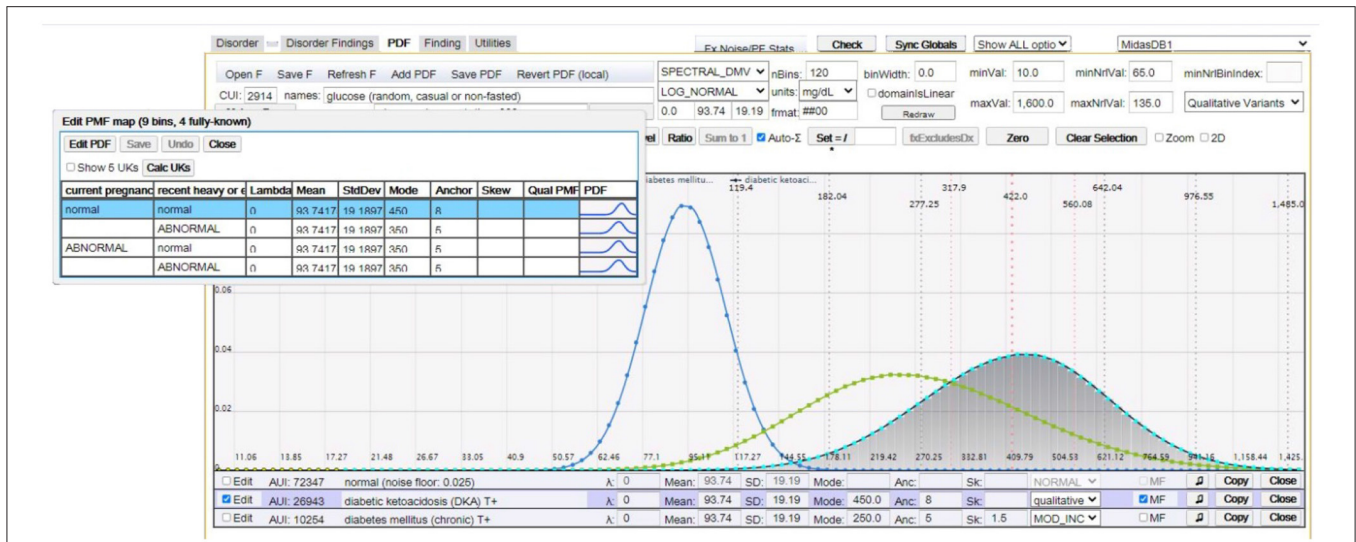 Disorder Disorder Findings PDF Finding Utilities Check Sync Globals Show ALL optio MidasDB1
Open F Save F Refresh F Add PDF Save PDF Revert PDF (local) SPECTRAL_DMV nBins: 120 binWidth: 0.0 minVal: 10.0 minNrlVal: 65.0 minNrlBinIndex:
CUI: 2914 names: glucose (random, casual or non-fasted) LOG_NORMAL units: mg/dL domainIsLinear maxVal: 1,600.0 maxNrlVal: 135.0 Qualitative Variants
0.0 93.74 19.19 frmat: ##00 Redraw
Edit PMF map (9 bins, 4 fully-known)
Ratio Sum to 1 Auto-Σ Set = / * fxExcludesDx Zero Clear Selection Zoom 2D
Edit PDF Save Undo Close
Show 5 UKs Calc UKs
current pregnanc recent heavy or e Lambda Mean StdDev Mode Anchor Skew Qual PMF PDF
normal normal 0 93.7417 19.1897 450 8
ABNORMAL 0 93.7417 19.1897 350 5
ABNORMAL normal 0 93.7417 19.1897 350 5
ABNORMAL 0 93.7417 19.1897 350 5
iabetes mellitu... diabetic ketoaci...
119.4 317.9 642.04
182.04 422.0 976.55
277.25 560.08 1,485.0
0.06
0.04
0.02
11.06 13.85 17.27 21.48 26.67 33.05 40.9 50.57 62.46 77.1 95.11 117.27 144.55 178.11 219.42 270.25 332.81 409.79 504.53 621.12 764.59 941.16 1,158.44 1,425.
Edit AUI: 72347 normal (noise floor: 0.025) λ: 0 Mean: 93.74 SD: 19.19 Mode: Anc: Sk: NORMAL MF Copy Close
Edit AUI: 26943 diabetic ketoacidosis (DKA) T+ λ: 0 Mean: 93.74 SD: 19.19 Mode: 450.0 Anc: 8 Sk: qualitative MF Copy Close
Edit AUI: 10254 diabetes mellitus (chronic) T+ λ: 0 Mean: 93.74 SD: 19.19 Mode: 250.0 Anc: 5 Sk: 1.5 MOD_INC MF Copy Close